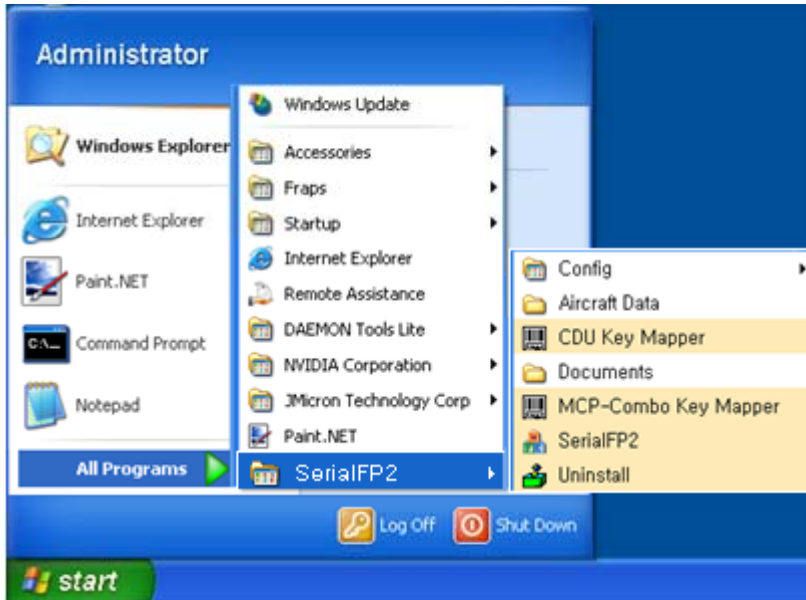 Administrator
Windows Explorer
Internet Explorer
Paint.NET
C:\_
Command Prompt
Notepad
All Programs
Windows Update
Accessories
Fraps
Startup
Internet Explorer
Remote Assistance
DAEMON Tools Lite
NVIDIA Corporation
JMicron Technology Corp
Paint.NET
SerialFP2
Config
Aircraft Data
CDU Key Mapper
Documents
MCP-Combo Key Mapper
SerialFP2
Uninstall
Log Off
Shut Down
start